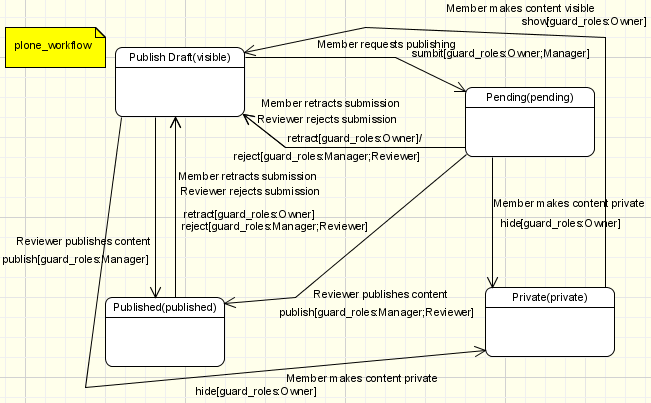 Member makes content visible
show[guard_roles:Owner]
plone_workflow
Member requests publishing
sumbit[guard_roles:Owner;Manager]
Publish Draft(visible)
Pending(pending)
Member retracts submission
Reviewer rejects submission
retract[guard_roles:Owner]/
reject[guard_roles:Manager;Reviewer]
Member retracts submission
Reviewer rejects submission
retract[guard_roles:Owner]
reject[guard_roles:Manager;Reviewer]
Member makes content private
hide[guard_roles:Owner]
Reviewer publishes content
publish[guard_roles:Manager]
Published(published)
Reviewer publishes content
publish[guard_roles:Manager;Reviewer]
Private(private)
Member makes content private
hide[guard_roles:Owner]